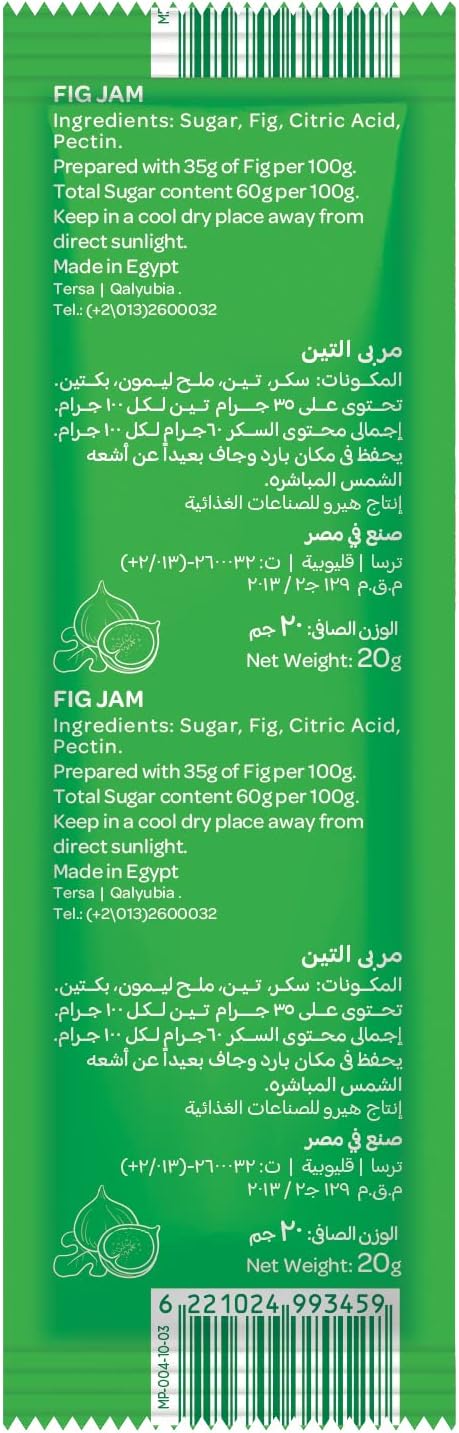 FIG JAM
Ingredients: Sugar, Fig, Citric Acid,
Pectin.
Prepared with 35g of Fig per 100g.
Total Sugar content 60g per 100g.
Keep in a cool dry place away from
direct sunlight.
Made in Egypt
Tersa | Qalyubia .
Tel.: (+2\013)2600032
مربى التين
المكونات: سكر، تين، ملح ليمون، بكتين.
تحتوى على ٣٥ جرام تين لكل ١٠٠ جرام.
إجمالى محتوى السكر ٦٠جرام لكل ١٠٠ جرام.
يحفظ فى مكان بارد وجاف بعيداً عن أشعه
الشمس المباشره.
إنتاج هيرو للصناعات الغذائية
صنع في مصر
ترسا | قليوبية | ت: ٢٦٠٠٠٣٢-(٠١٣/٢+)
م.ق.م ١٢٩ ج٢ / ٢٠١٣
الوزن الصافى: ٢٠ جم
Net Weight: 20g
FIG JAM
Ingredients: Sugar, Fig, Citric Acid,
Pectin.
Prepared with 35g of Fig per 100g.
Total Sugar content 60g per 100g.
Keep in a cool dry place away from
direct sunlight.
Made in Egypt
Tersa | Qalyubia .
Tel.: (+2\013)2600032
مربى التين
المكونات: سكر، تين، ملح ليمون، بكتين.
تحتوى على ٣٥ جرام تين لكل ١٠٠ جرام.
إجمالى محتوى السكر ٦٠جرام لكل ١٠٠ جرام.
يحفظ فى مكان بارد وجاف بعيداً عن أشعه
الشمس المباشره.
إنتاج هيرو للصناعات الغذائية
صنع في مصر
ترسا | قليوبية | ت: ٢٦٠٠٠٣٢-(٠١٣/٢+)
م.ق.م ١٢٩ ج٢ / ٢٠١٣
الوزن الصافى: ٢٠ جم
Net Weight: 20g
6 221024 993459
MP-004-10-03